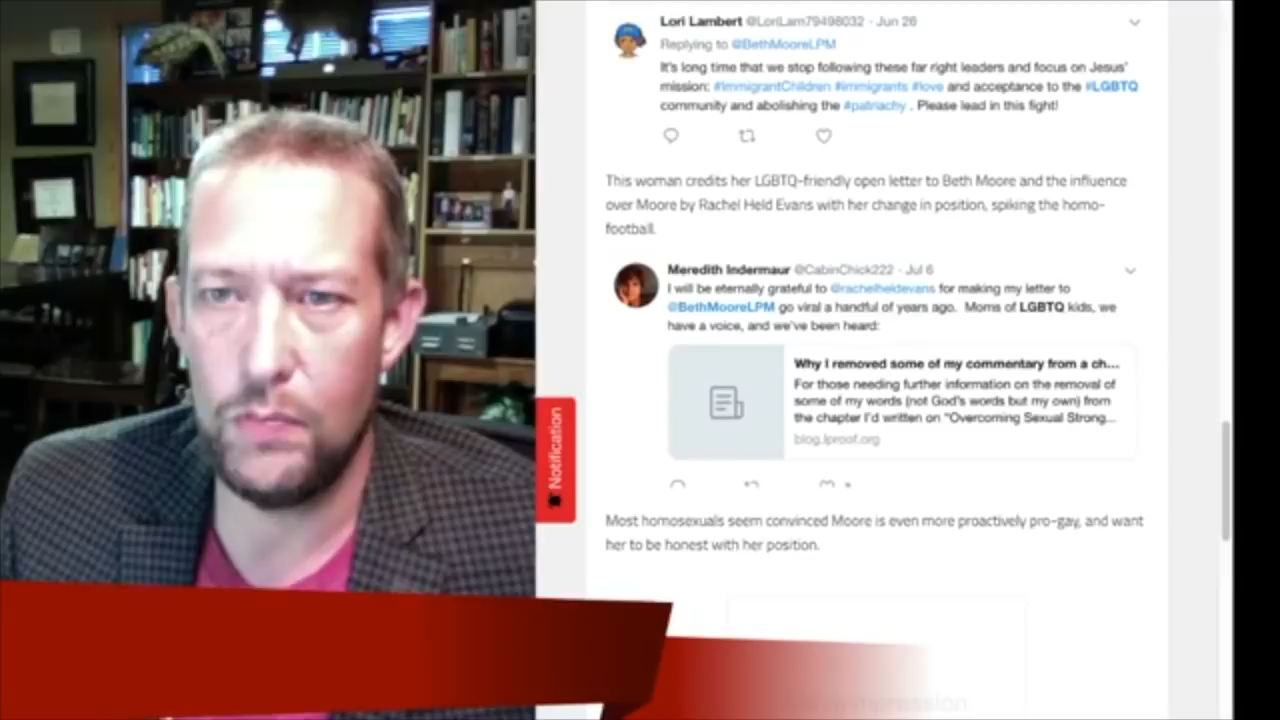 Lori Lambert @LoriLam79498032 · Jun 26
Replying to @BethMooreLPM
It's long time that we stop following these far right leaders and focus on Jesus'
mission: #ImmigrantChildren #immigrants #love and acceptance to the #LGBTQ
community and abolishing the #patriachy . Please lead in this fight!
This woman credits her LGBTQ-friendly open letter to Beth Moore and the influence
over Moore by Rachel Held Evans with her change in position, spiking the homo-
football.
Meredith Indermaur @CabinChick222 · Jul 6
I will be eternally grateful to @rachelheldevans for making my letter to
@BethMooreLPM go viral a handful of years ago. Moms of LGBTQ kids, we
have a voice, and we've been heard:
Why I removed some of my commentary from a ch...
For those needing further information on the removal of
some of my words (not God's words but my own) from
the chapter I'd written on "Overcoming Sexual Strong...
blog.lproof.org
Notification
Most homosexuals seem convinced Moore is even more proactively pro-gay, and want
her to be honest with her position.